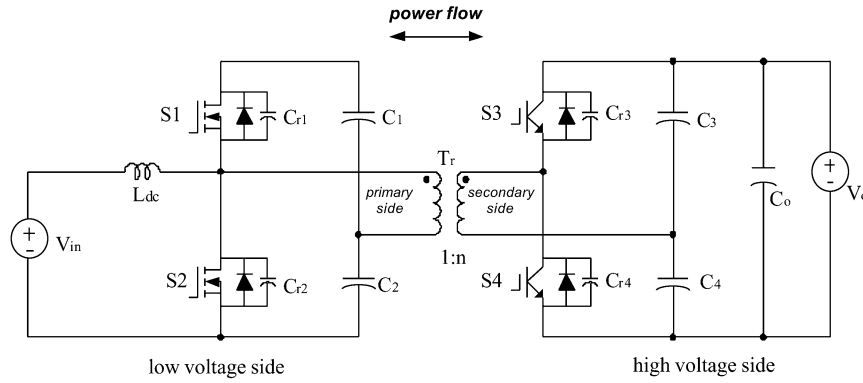 power flow
S1
Cr1
C1
S3
Cr3
C3
Tr
Ldc
primary
side
secondary
side
Co
Vin
1:n
S2
Cr2
C2
S4
Cr4
C4
low voltage side
high voltage side